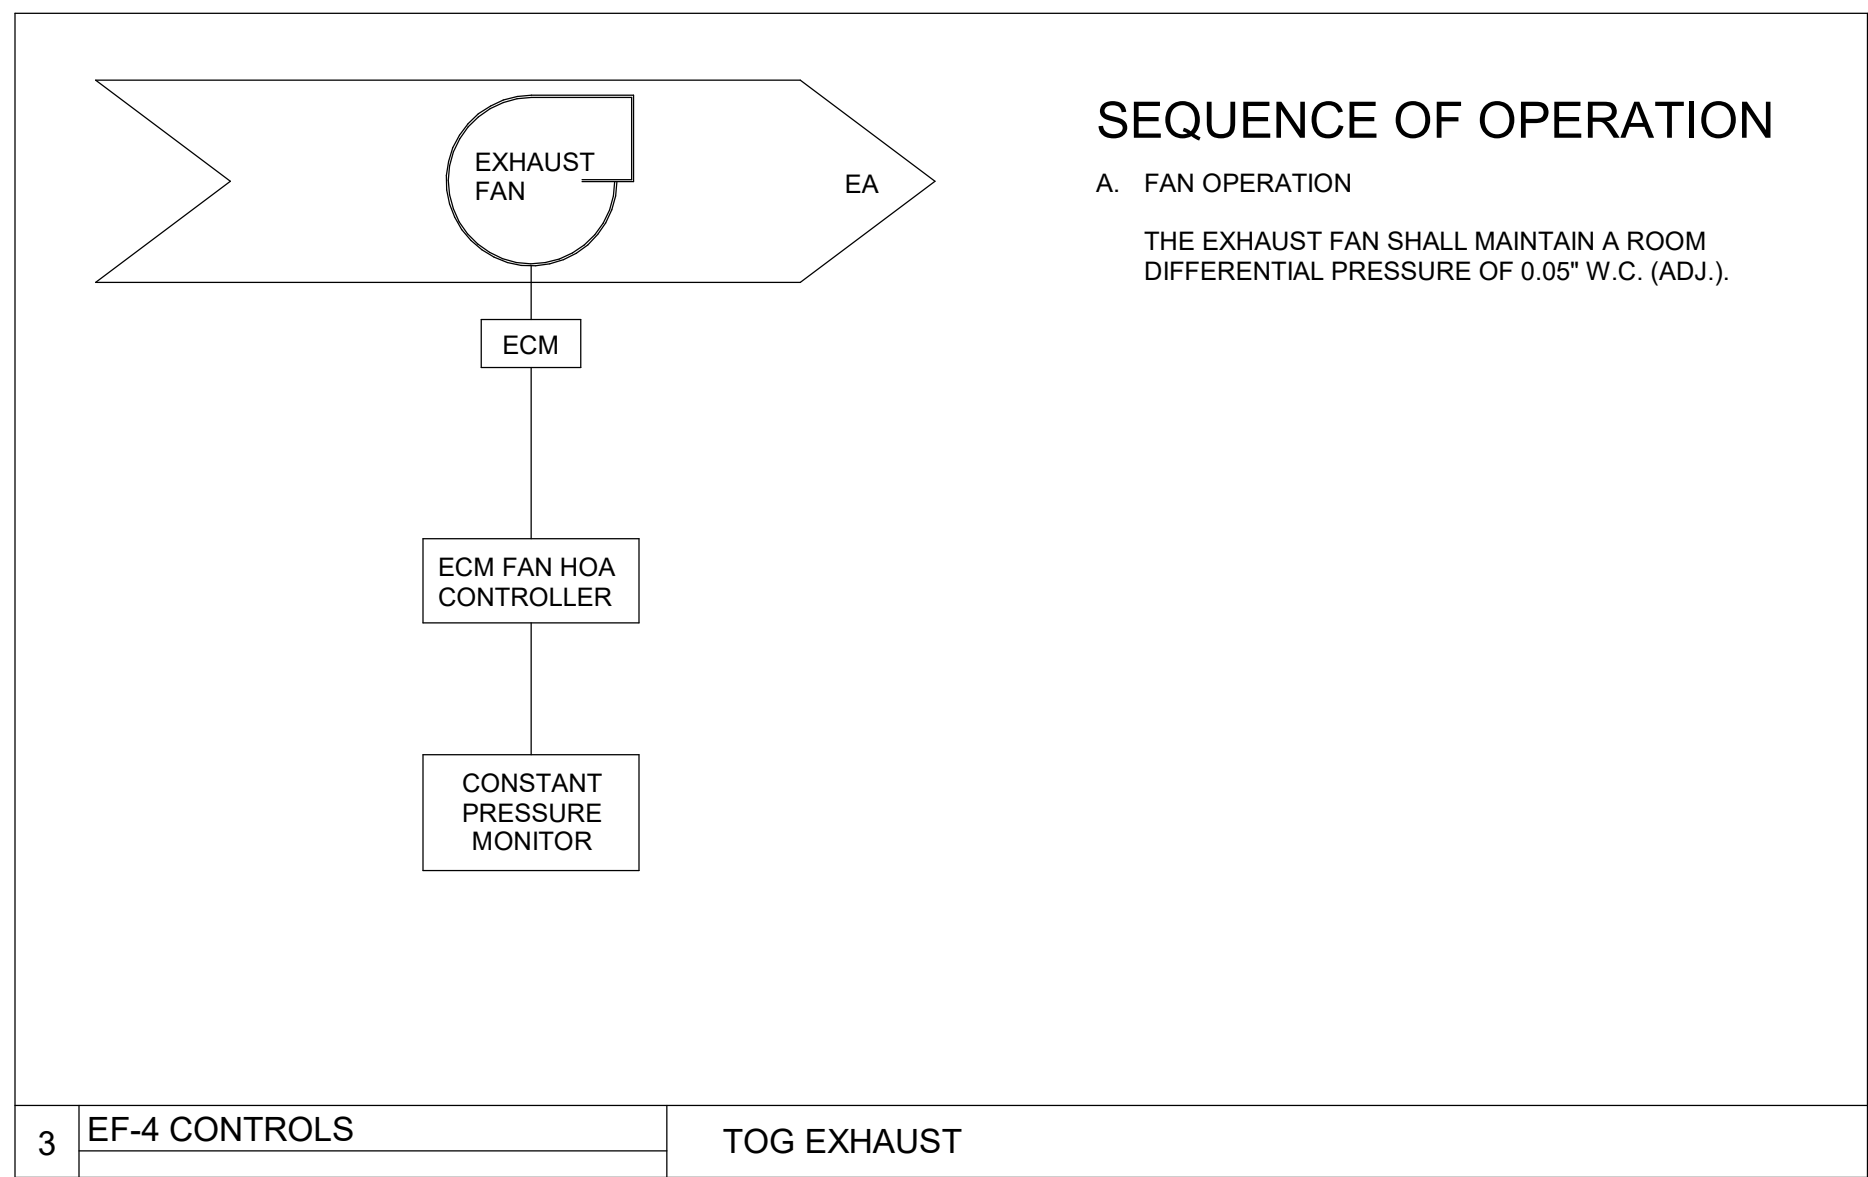 EXHAUST
FAN
EA
ECM
ECM FAN HOA
CONTROLLER
CONSTANT
PRESSURE
MONITOR
SEQUENCE OF OPERATION
A. FAN OPERATION
THE EXHAUST FAN SHALL MAINTAIN A ROOM
DIFFERENTIAL PRESSURE OF 0.05" W.C. (ADJ.).
3
EF-4 CONTROLS
TOG EXHAUST